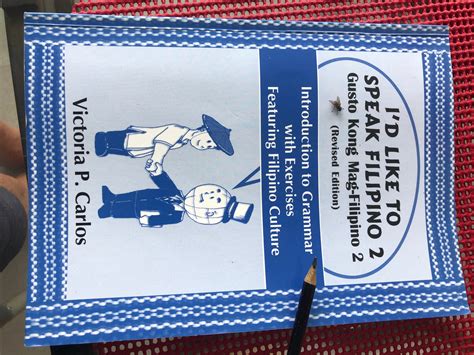 I'D LIKE TO
SPEAK FILIPINO 2
Gusto Kong Mag-Filipino 2
(Revised Edition)
Introduction to Grammar
with Exercises
Featuring Filipino Culture
Victoria P. Carlos